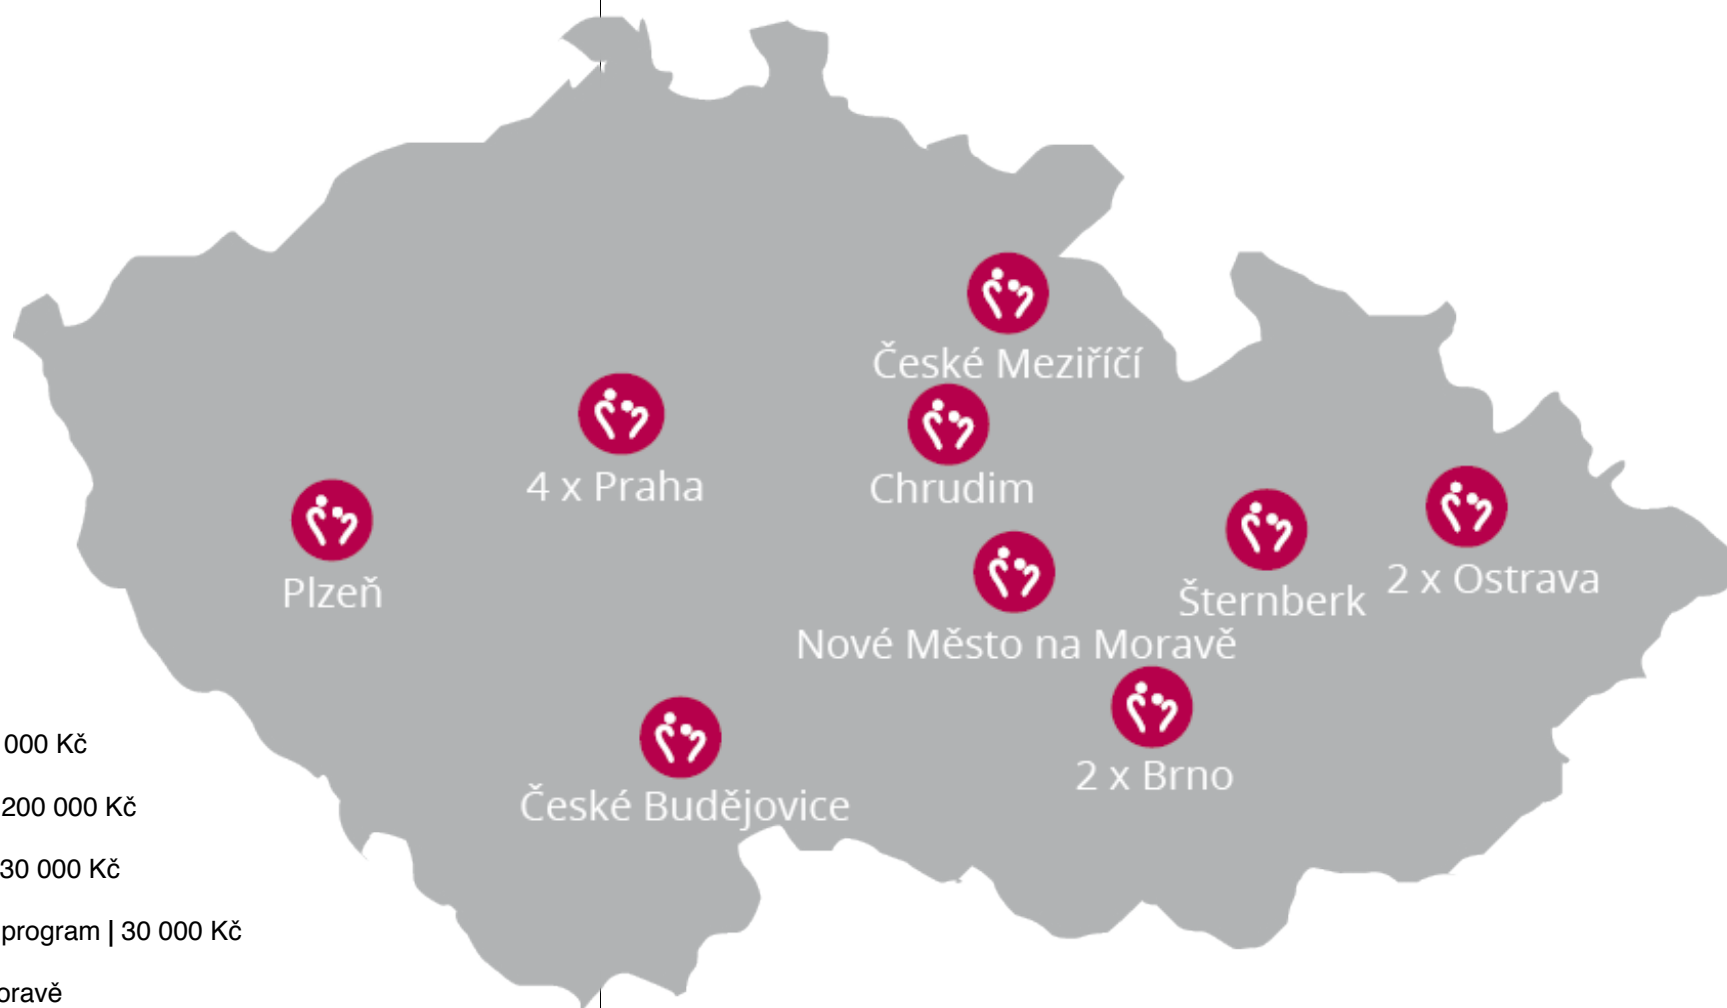 České Meziříčí
4 x Praha
Chrudim
Plzeň
Šternberk
2 x Ostrava
Nové Město na Moravě
2 x Brno
České Budějovice
000 Kč
200 000 Kč
30 000 Kč
program | 30 000 Kč
oravě